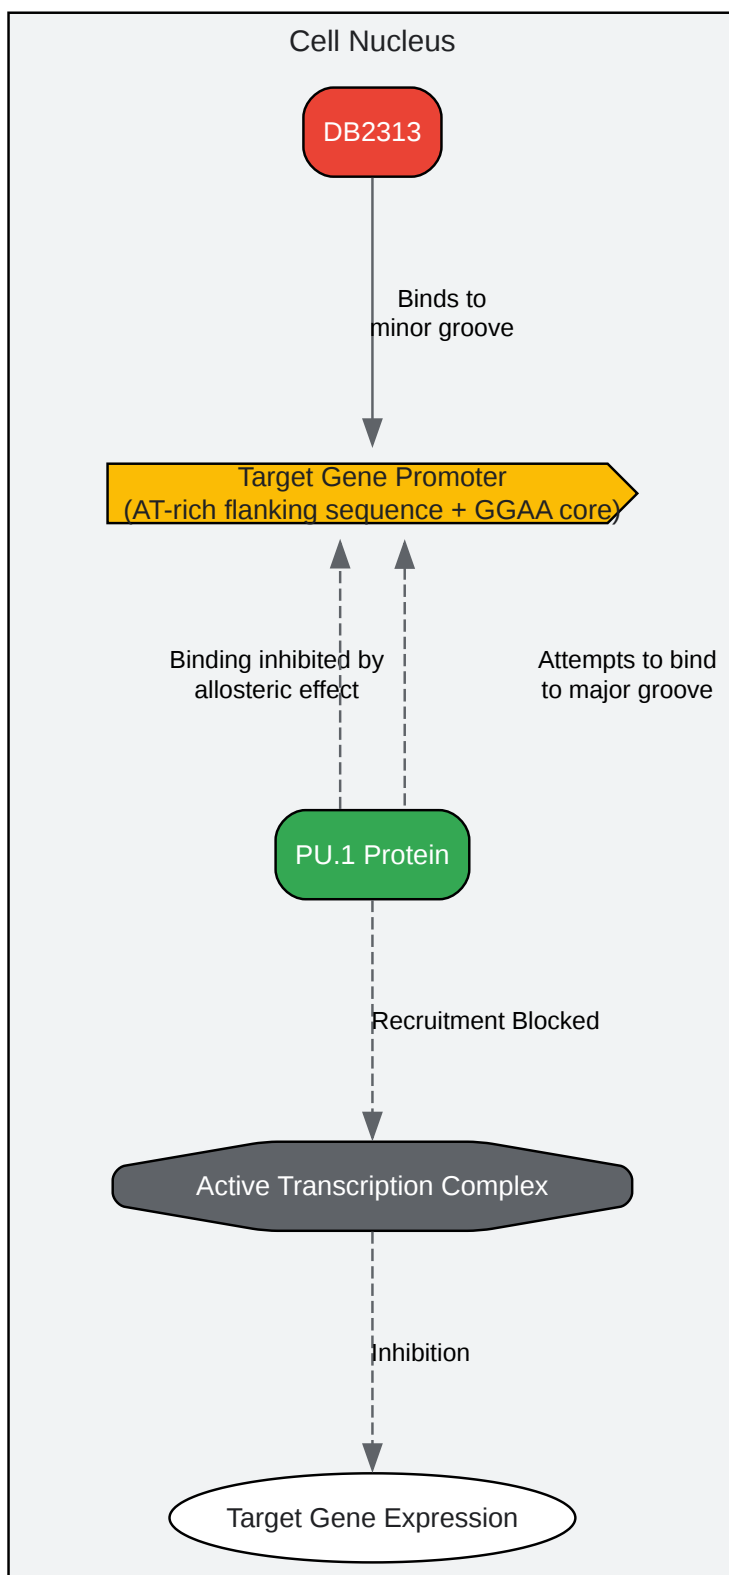 Cell Nucleus
DB2313
Binds to
minor groove
Target Gene Promoter
(AT-rich flanking sequence + GGAA core)
Binding inhibited by
allosteric effect
Attempts to bind
to major groove
PU.1 Protein
Recruitment Blocked
Active Transcription Complex
Inhibition
Target Gene Expression